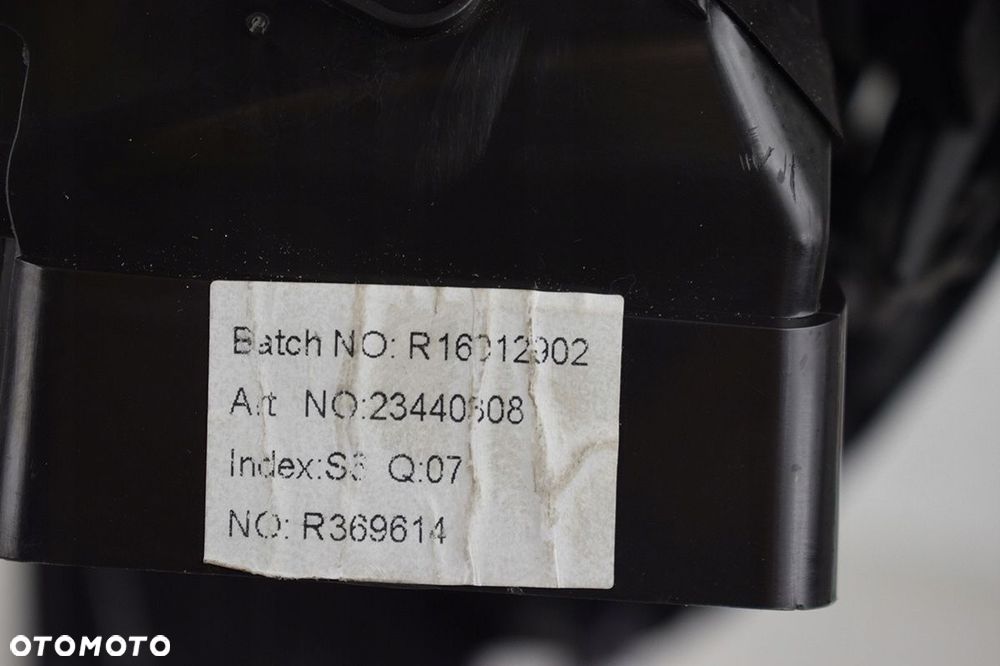 Batch NO: R16012902
Art NO:23440608
Index:S3 Q:07
NO: R369614
OTOMOTO